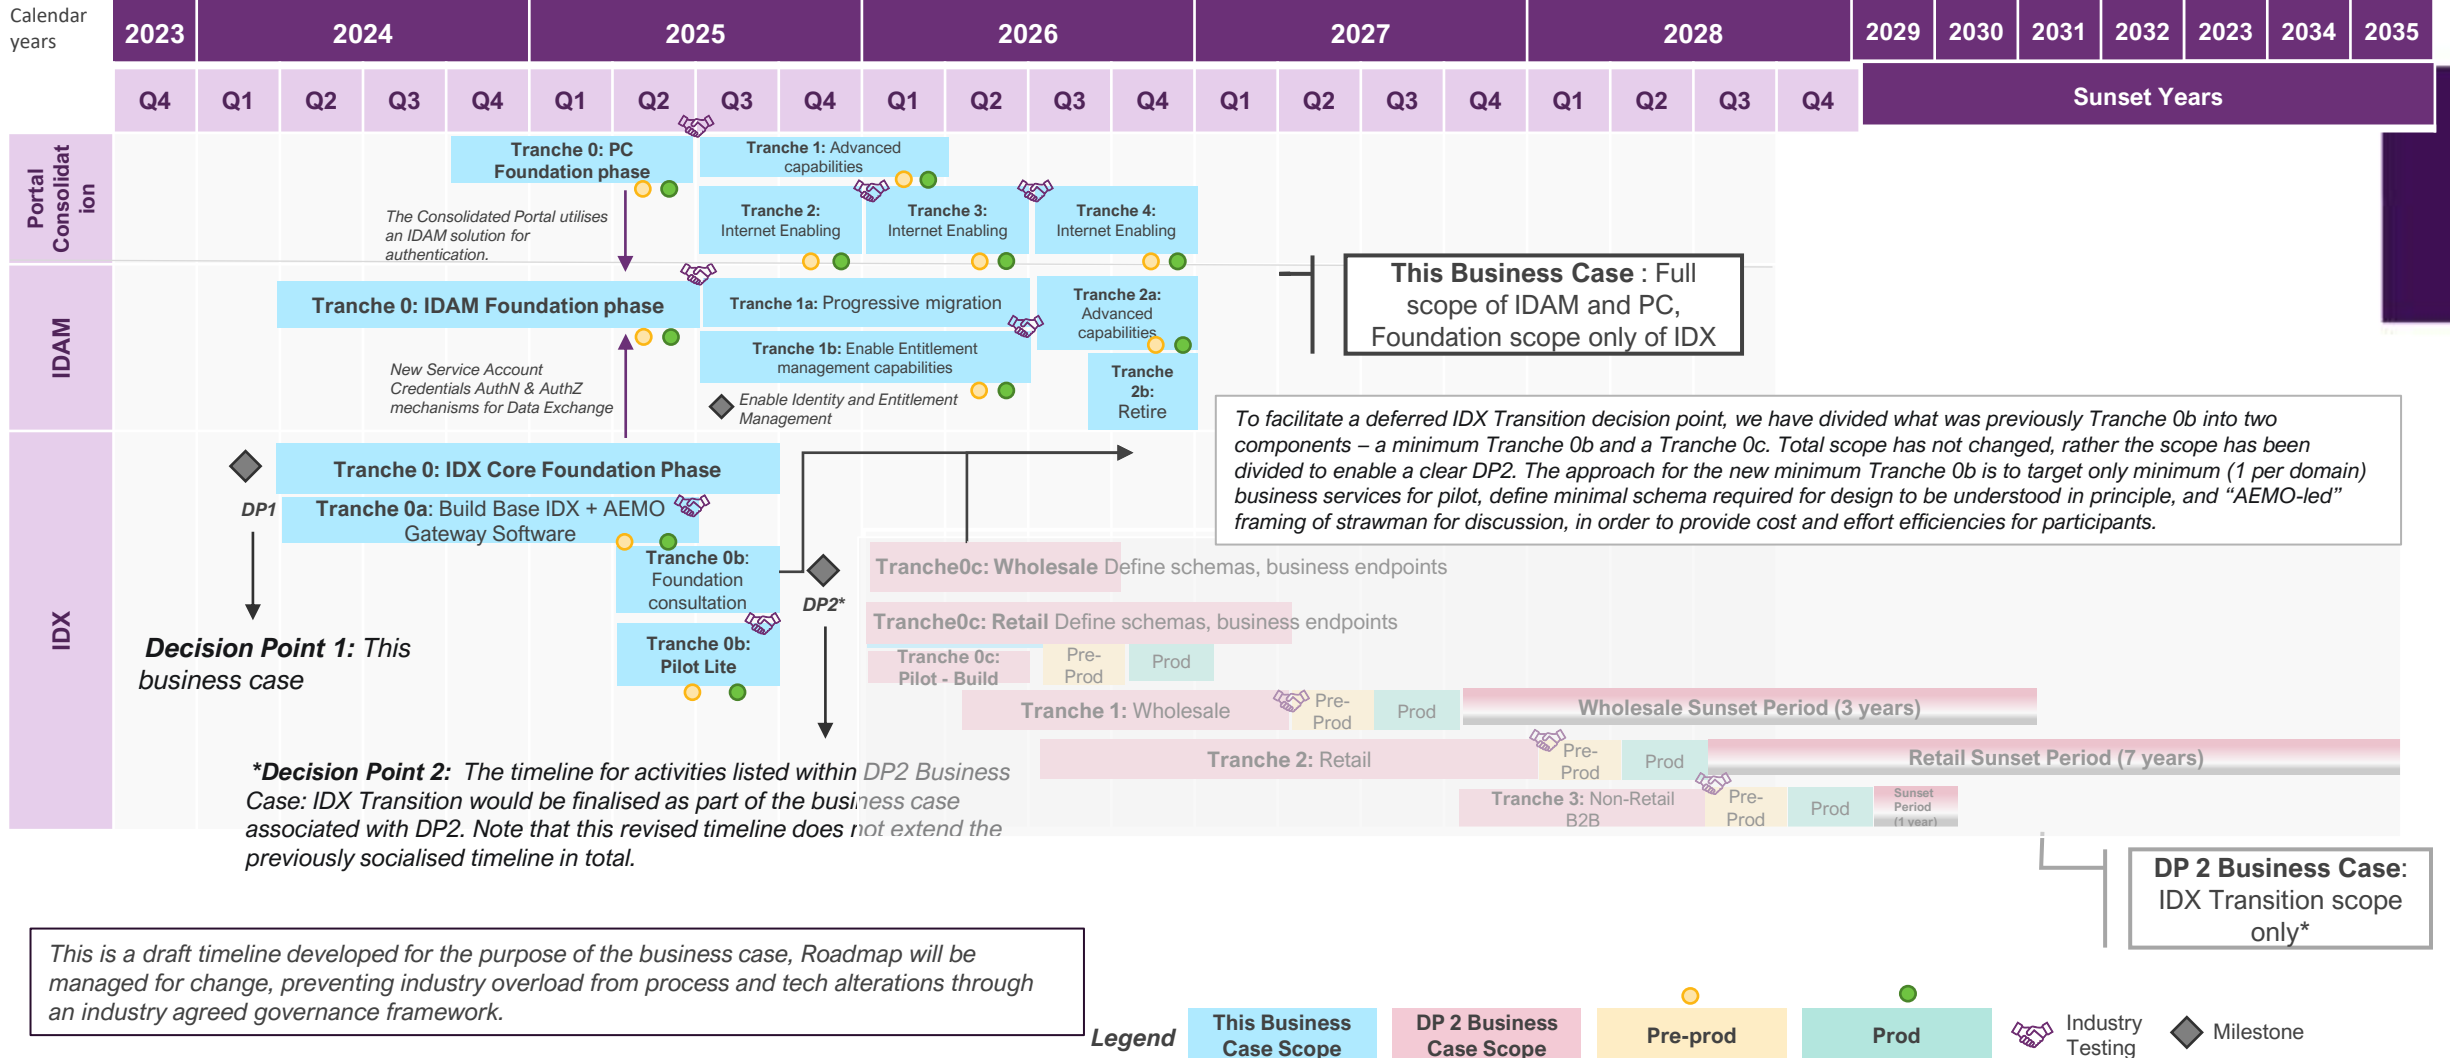 Calendar
years
2023 2024 2025 2026 2027 2028 2029 2030 2031 2032 2023 2034 2035
Q4 Q1 Q2 Q3 Q4 Q1 Q2 Q3 Q4 Q1 Q2 Q3 Q4 Q1 Q2 Q3 Q4 Q1 Q2 Q3 Q4 Sunset Years
Portal
Consolidat
ion
Tranche 0: PC
Foundation phase
Tranche 1: Advanced
capabilities
The Consolidated Portal utilises
an IDAM solution for
authentication.
Tranche 2:
Internet Enabling
Tranche 3:
Internet Enabling
Tranche 4:
Internet Enabling
This Business Case : Full
scope of IDAM and PC,
Foundation scope only of IDX
IDAM
Tranche 0: IDAM Foundation phase
Tranche 1a: Progressive migration
Tranche 2a:
Advanced
capabilities
Tranche 1b: Enable Entitlement
management capabilities
New Service Account
Credentials AuthN & AuthZ
mechanisms for Data Exchange
Enable Identity and Entitlement
Management
Tranche
2b:
Retire
To facilitate a deferred IDX Transition decision point, we have divided what was previously Tranche 0b into two
components – a minimum Tranche 0b and a Tranche 0c. Total scope has not changed, rather the scope has been
divided to enable a clear DP2. The approach for the new minimum Tranche 0b is to target only minimum (1 per domain)
business services for pilot, define minimal schema required for design to be understood in principle, and “AEMO-led”
framing of strawman for discussion, in order to provide cost and effort efficiencies for participants.
IDX
Tranche 0: IDX Core Foundation Phase
DP1
Tranche 0a: Build Base IDX + AEMO
Gateway Software
Tranche 0b:
Foundation
consultation
DP2*
Tranche0c: Wholesale Define schemas, business endpoints
Tranche0c: Retail Define schemas, business endpoints
Decision Point 1: This
business case
Tranche 0b:
Pilot Lite
Tranche 0c:
Pilot - Build
Pre-
Prod
Prod
Tranche 1: Wholesale
Pre-
Prod
Prod
Wholesale Sunset Period (3 years)
Tranche 2: Retail
Pre-
Prod
Prod
Retail Sunset Period (7 years)
Tranche 3: Non-Retail
B2B
Pre-
Prod
Prod
Sunset
Period
(1 year)
*Decision Point 2: The timeline for activities listed within DP2 Business
Case: IDX Transition would be finalised as part of the business case
associated with DP2. Note that this revised timeline does not extend the
previously socialised timeline in total.
DP 2 Business Case:
IDX Transition scope
only*
This is a draft timeline developed for the purpose of the business case, Roadmap will be
managed for change, preventing industry overload from process and tech alterations through
an industry agreed governance framework.
Legend
This Business
Case Scope
DP 2 Business
Case Scope
Pre-prod
Prod
Industry
Testing
Milestone